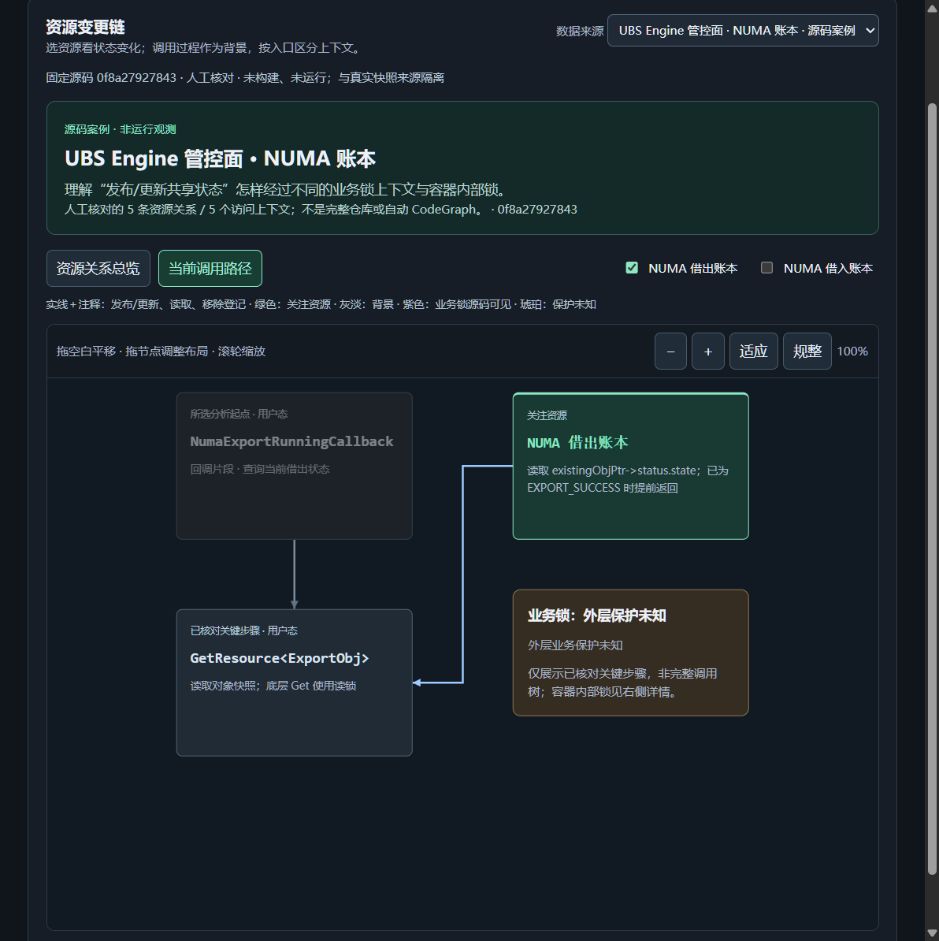 资源变更链
选资源看状态变化；调用过程作为背景，按入口区分上下文。
数据来源
UBS Engine 管控面 · NUMA 账本 · 源码案例
固定源码 0f8a27927843 · 人工核对 · 未构建、未运行；与真实快照来源隔离
源码案例 · 非运行观测
UBS Engine 管控面 • NUMA 账本
理解“发布/更新共享状态”怎样经过不同的业务锁上下文与容器内部锁。
人工核对的 5 条资源关系 / 5 个访问上下文；不是完整仓库或自动 CodeGraph。 · 0f8a27927843
资源关系总览
当前调用路径
NUMA 借出账本
NUMA 借入账本
实线 + 注释：发布/更新、读取、移除登记 · 绿色：关注资源 · 灰淡：背景 · 紫色：业务锁源码可见 · 琥珀：保护未知
拖空白平移 · 拖节点调整布局 · 滚轮缩放
−
+
适应
规整
100%
所选分析起点 · 用户态
NumaExportRunningCallback
回调片段 · 查询当前借出状态
关注资源
NUMA 借出账本
读取 existingObjPtr->status.state；已为
EXPORT_SUCCESS 时提前返回
已核对关键步骤 · 用户态
GetResource<ExportObj>
读取对象快照；底层 Get 使用读锁
业务锁：外层保护未知
外层业务保护未知
仅展示已核对关键步骤，非完整调用
树；容器内部锁见右侧详情。